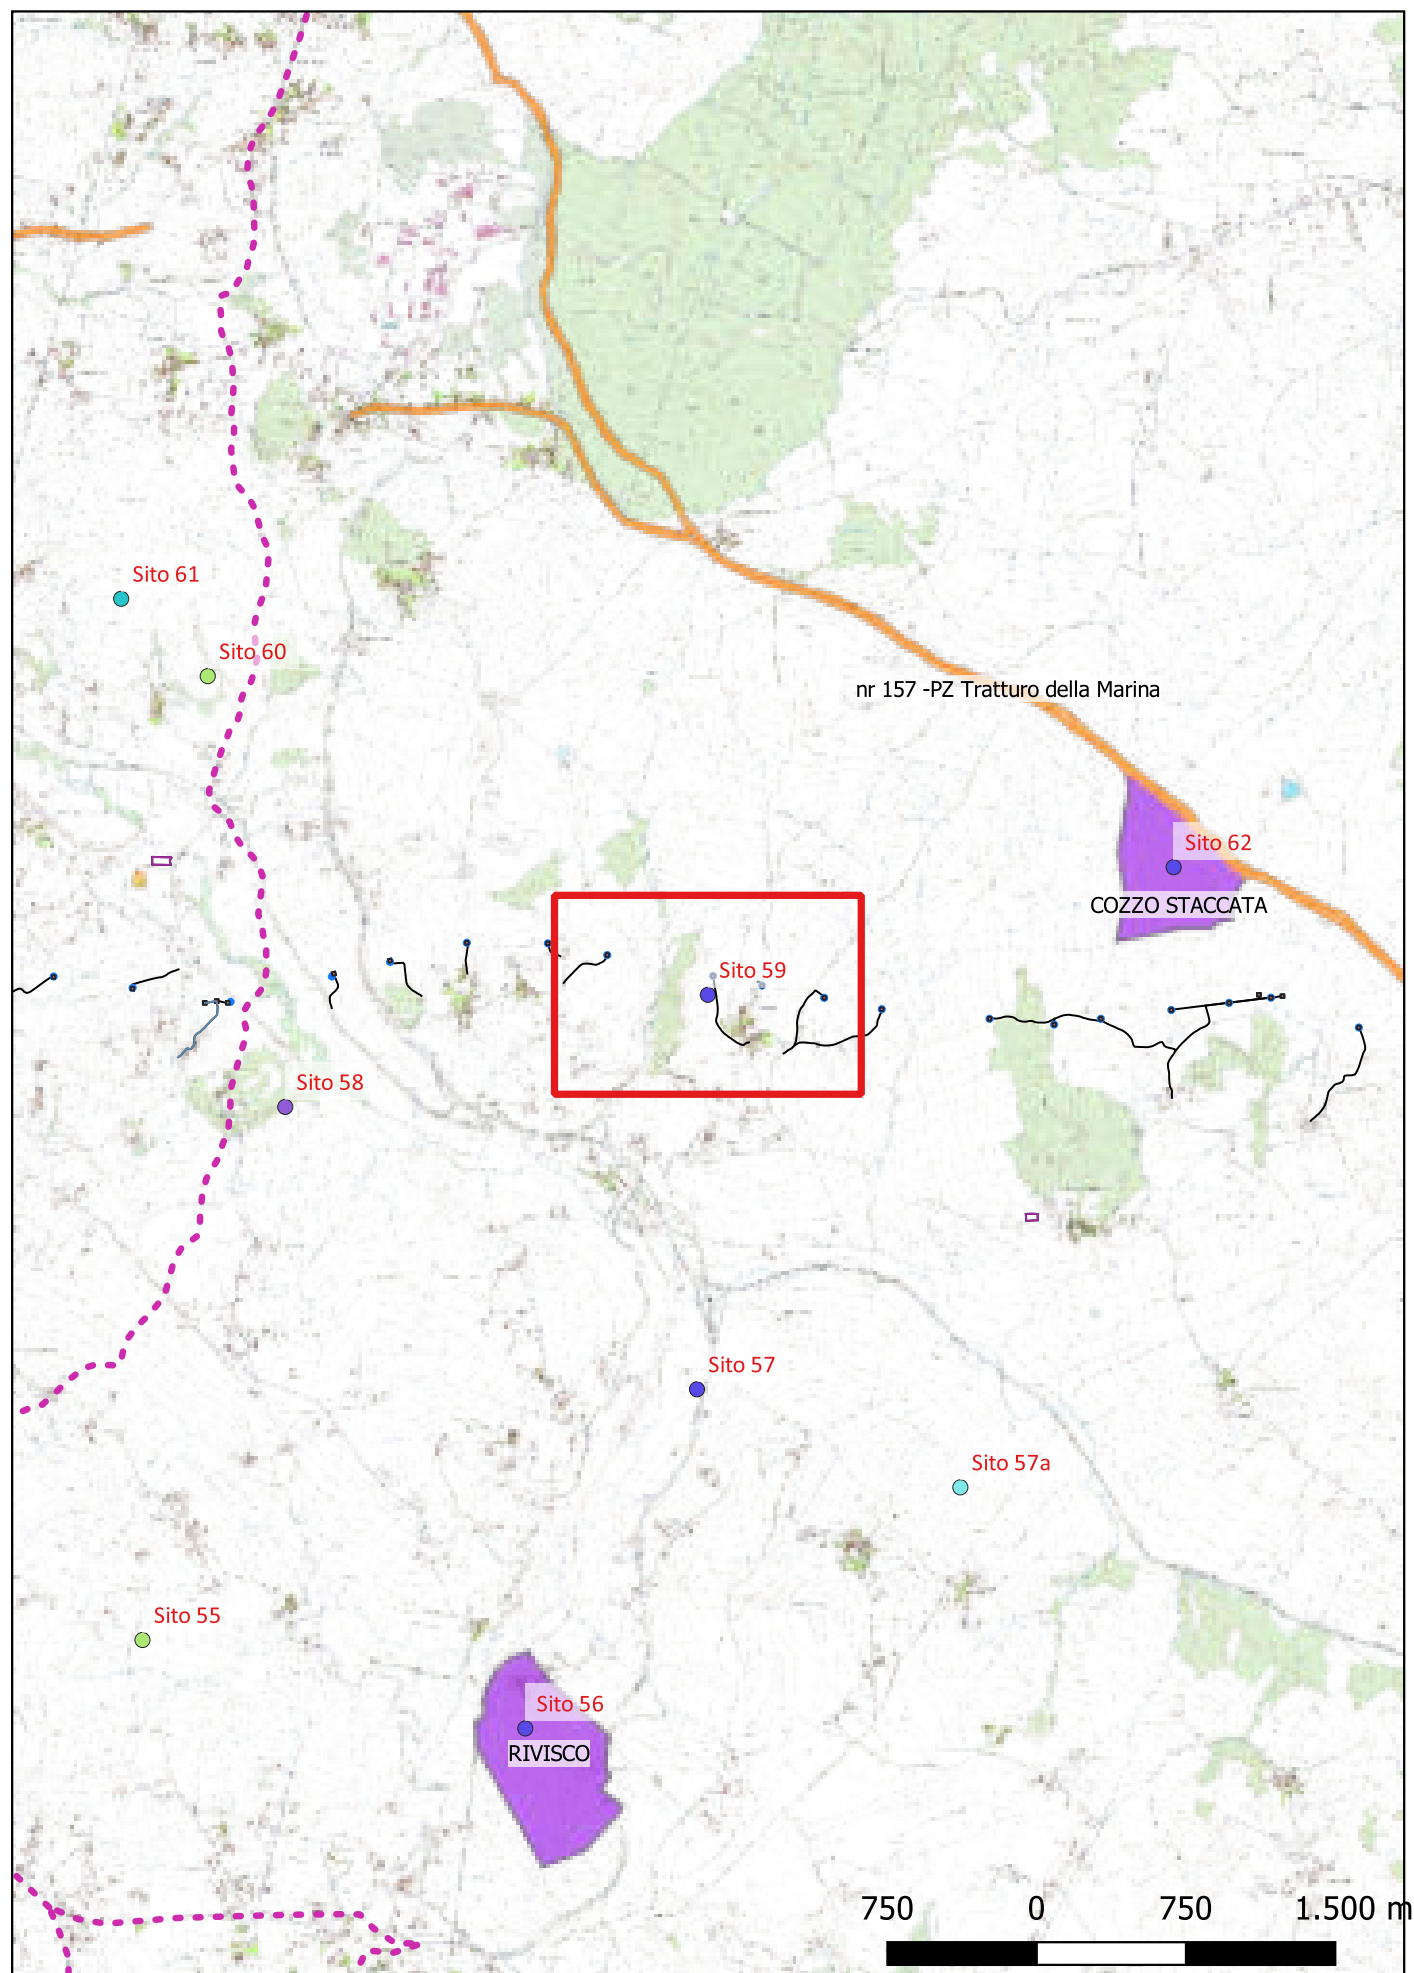 Sito 61
Sito 60
nr 157 -PZ Tratturo della Marina
Sito 62
COZZO STACCATA
Sito 59
Sito 58
Sito 57
Sito 57a
Sito 55
Sito 56
RIVISCO
750 0 750 1.500 m